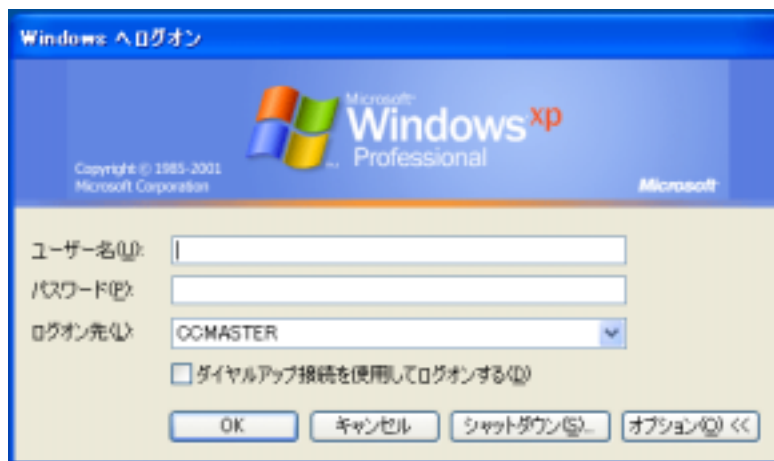 Windows へログオン
Microsoft
Windows xp
Professional
Copyright © 1985-2001
Microsoft Corporation
Microsoft
ユーザー名(U):
パスワード(P):
ログオン先(L): CCMASTER
ダイヤルアップ接続を使用してログオンする(D)
OK キャンセル シャットダウン(S)... オプション(O) <<